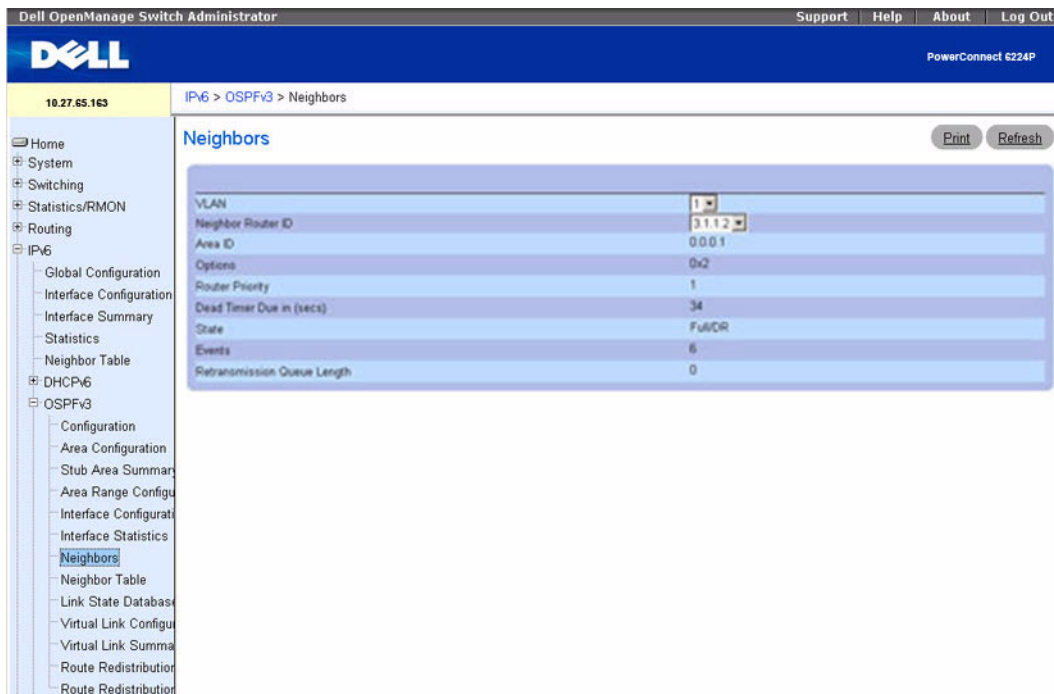 Dell OpenManage Switch Administrator Support Help About Log Out
DELL
PowerConnect 6224P
10.27.65.163
IPv6 > OSPFv3 > Neighbors
Home
System
Switching
Statistics/RMON
Routing
IPv6
Global Configuration
Interface Configuration
Interface Summary
Statistics
Neighbor Table
DHCPv6
OSPFv3
Configuration
Area Configuration
Stub Area Summary
Area Range Configu
Interface Configurati
Interface Statistics
Neighbors
Neighbor Table
Link State Database
Virtual Link Configu
Virtual Link Summa
Route Redistribution
Route Redistribution
Neighbors
Print Refresh
VLAN 1
Neighbor Router ID 3.1.1.2
Area ID 0.0.0.1
Options 0x2
Router Priority 1
Dead Timer Due in (secs) 34
State Full/DR
Events 6
Retransmission Queue Length 0